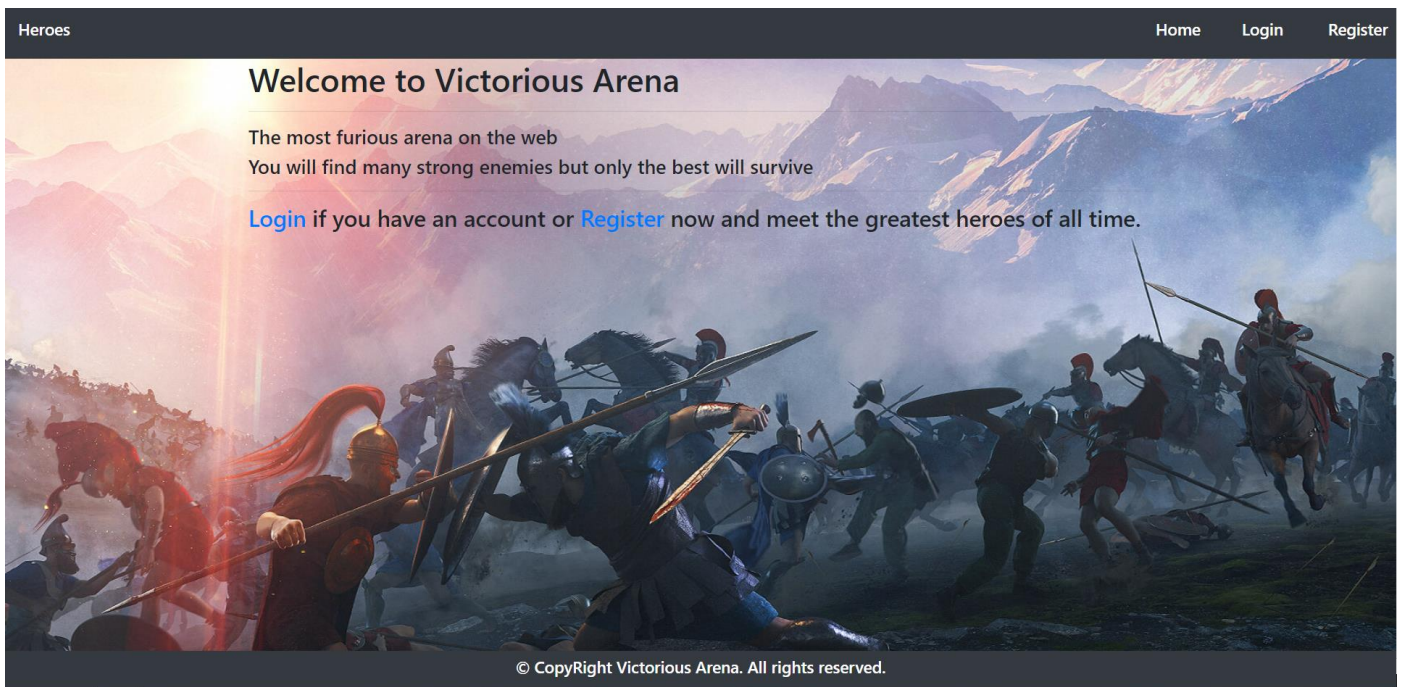 Heroes
Home Login Register
Welcome to Victorious Arena
The most furious arena on the web
You will find many strong enemies but only the best will survive
Login if you have an account or Register now and meet the greatest heroes of all time.
© CopyRight Victorious Arena. All rights reserved.